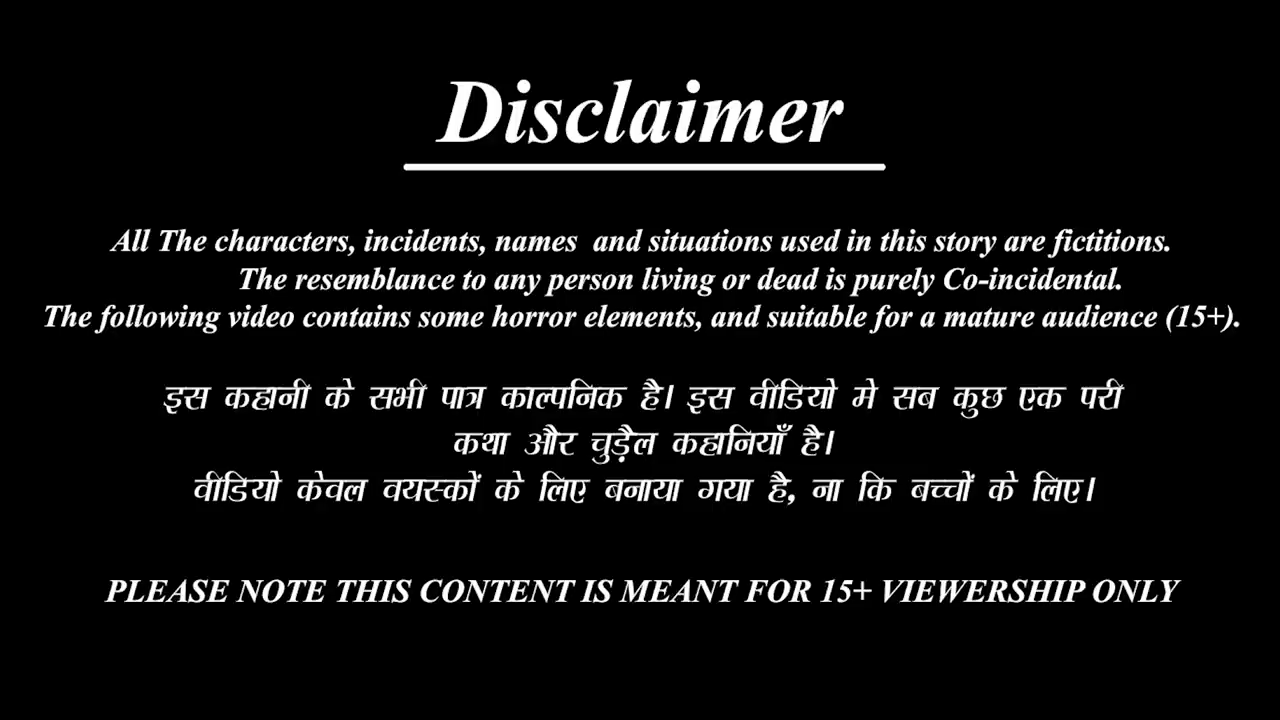 Disclaimer
All The characters, incidents, names and situations used in this story are fictitions.
The resemblance to any person living or dead is purely Co-incidental.
The following video contains some horror elements, and suitable for a mature audience (15+).
इस कहानी के सभी पात्र काल्पनिक है। इस वीडियो मे सब कुछ एक परी
कथा और चुड़ैल कहानियाँ है।
वीडियो केवल वयस्कों के लिए बनाया गया है, ना कि बच्चों के लिए।
PLEASE NOTE THIS CONTENT IS MEANT FOR 15+ VIEWERSHIP ONLY